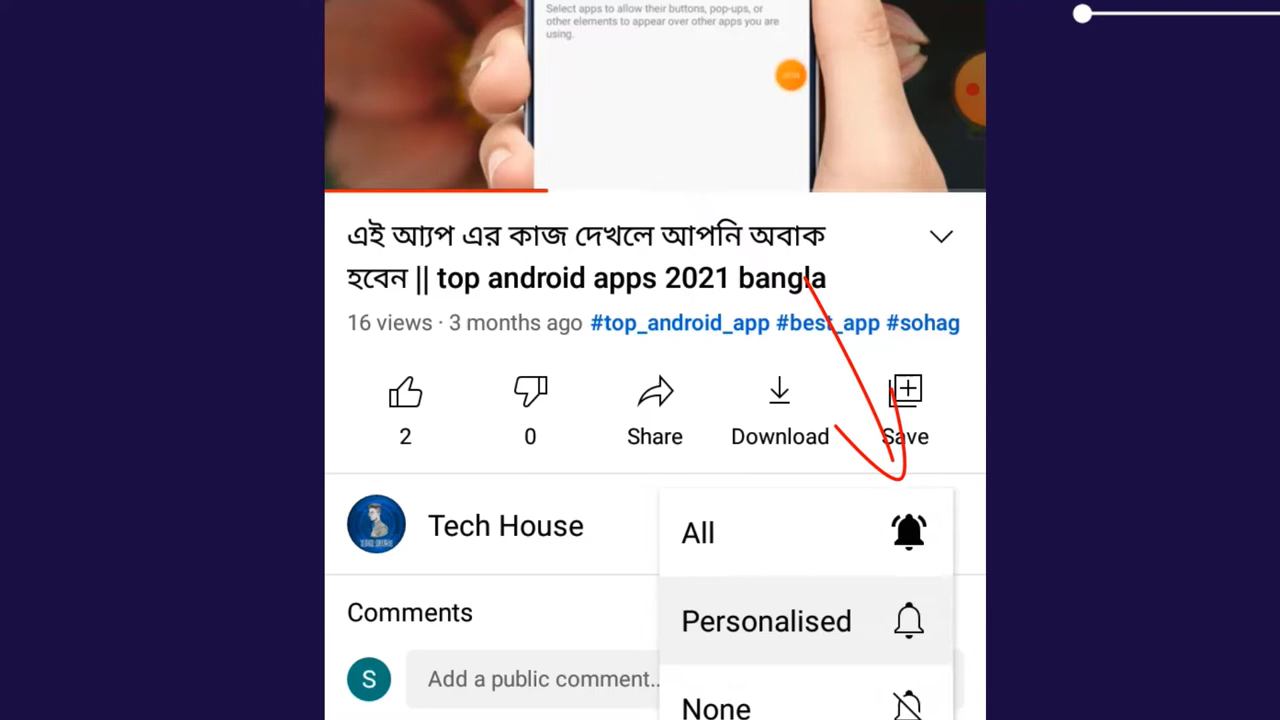 Select apps to allow their buttons, pop-ups, or
other elements to appear over other apps you are
using.
এই অ্যাপ এর কাজ দেখলে আপনি অবাক
হবেন || top android apps 2021 bangla
16 views · 3 months ago #top_android_app #best_app #sohag
2
0
Share
Download
Save
Tech House
All
Comments
Personalised
S
Add a public comment..
None